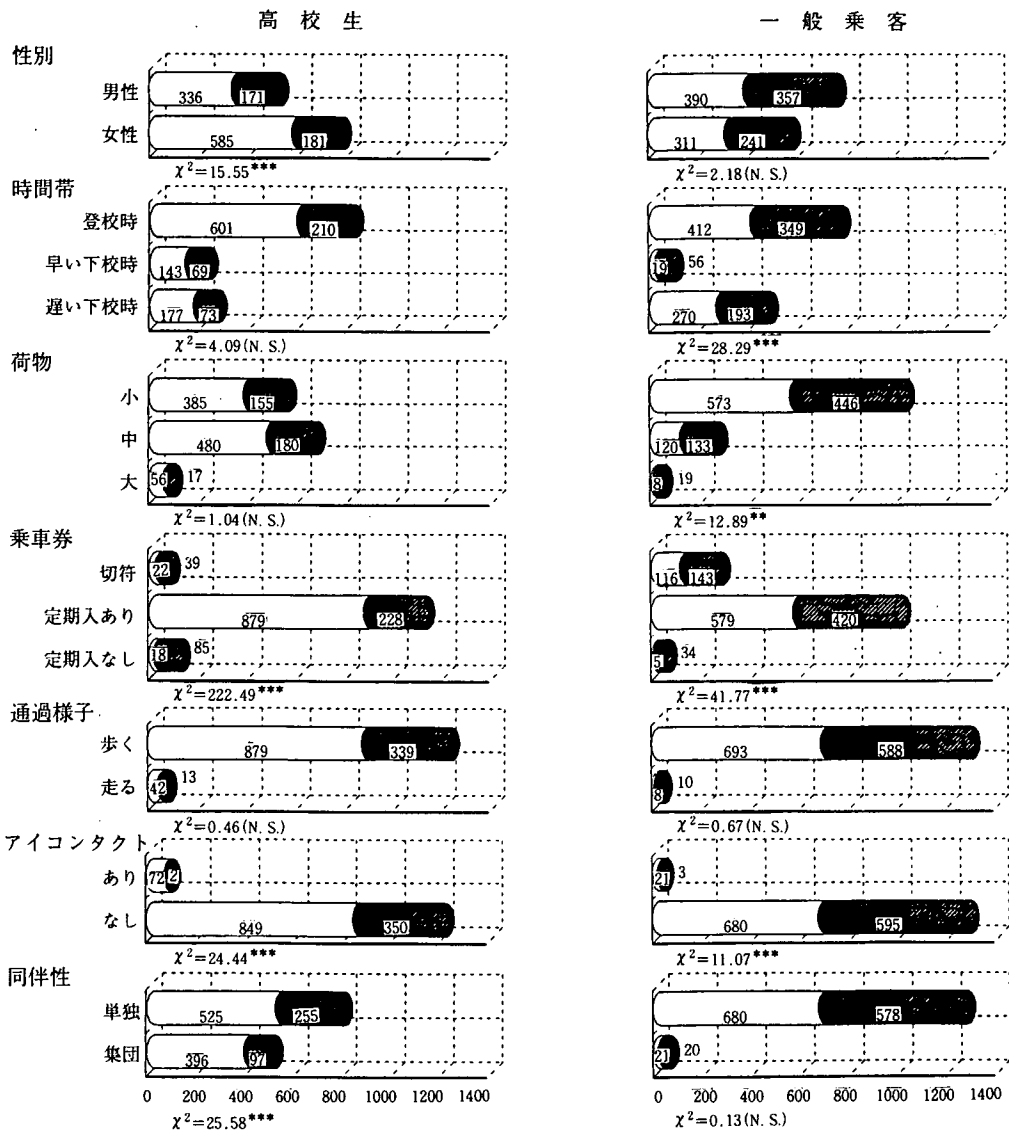 高校生 一般乗客
性別
男性 336 171 390 357
女性 585 181 311 241
χ²=15.55*** χ²=2.18(N.S.)
時間帯
登校時 601 210 412 349
早い下校時 143 69 19 56
遅い下校時 177 73 270 193
χ²=4.09(N.S.) χ²=28.29***
荷物
小 385 155 573 446
中 480 180 120 133
大 56 17 8 19
χ²=1.04(N.S.) χ²=12.89**
乗車券
切符 22 39 116 143
定期入あり 879 228 579 420
定期入なし 18 85 5 34
χ²=222.49*** χ²=41.77***
通過様子
歩く 879 339 693 588
走る 42 13 8 10
χ²=0.46(N.S.) χ²=0.67(N.S.)
アイコンタクト
あり 72 2 21 3
なし 849 350 680 595
χ²=24.44*** χ²=11.07***
同伴性
単独 525 255 680 578
集団 396 97 21 20
0 200 400 600 800 1000 1200 1400 0 200 400 600 800 1000 1200 1400
χ²=25.58*** χ²=0.13(N.S.)